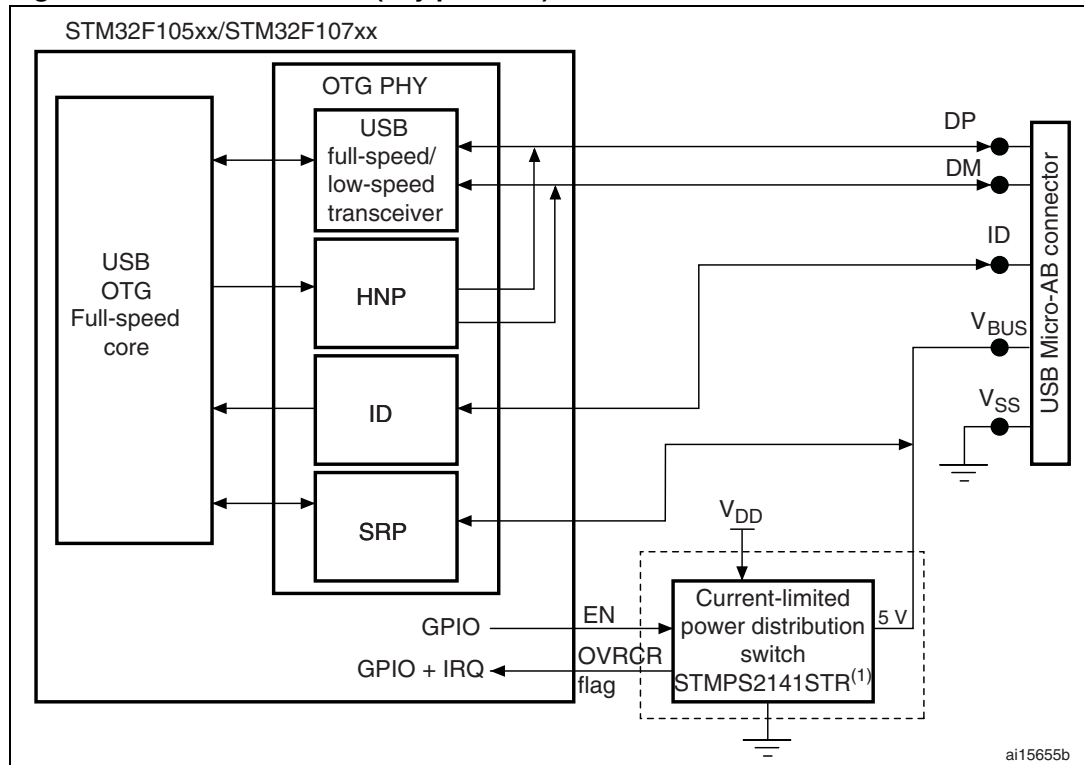 STM32F105xx/STM32F107xx
OTG PHY
USB
full-speed/
low-speed
transceiver
HNP
ID
SRP
USB
OTG
Full-speed
core
DP
DM
ID
VBUS
VSS
USB Micro-AB connector
VDD
Current-limited
power distribution
switch
STMPS2141STR(1)
5 V
GPIO
EN
GPIO + IRQ
OVRCR
flag
ai15655b